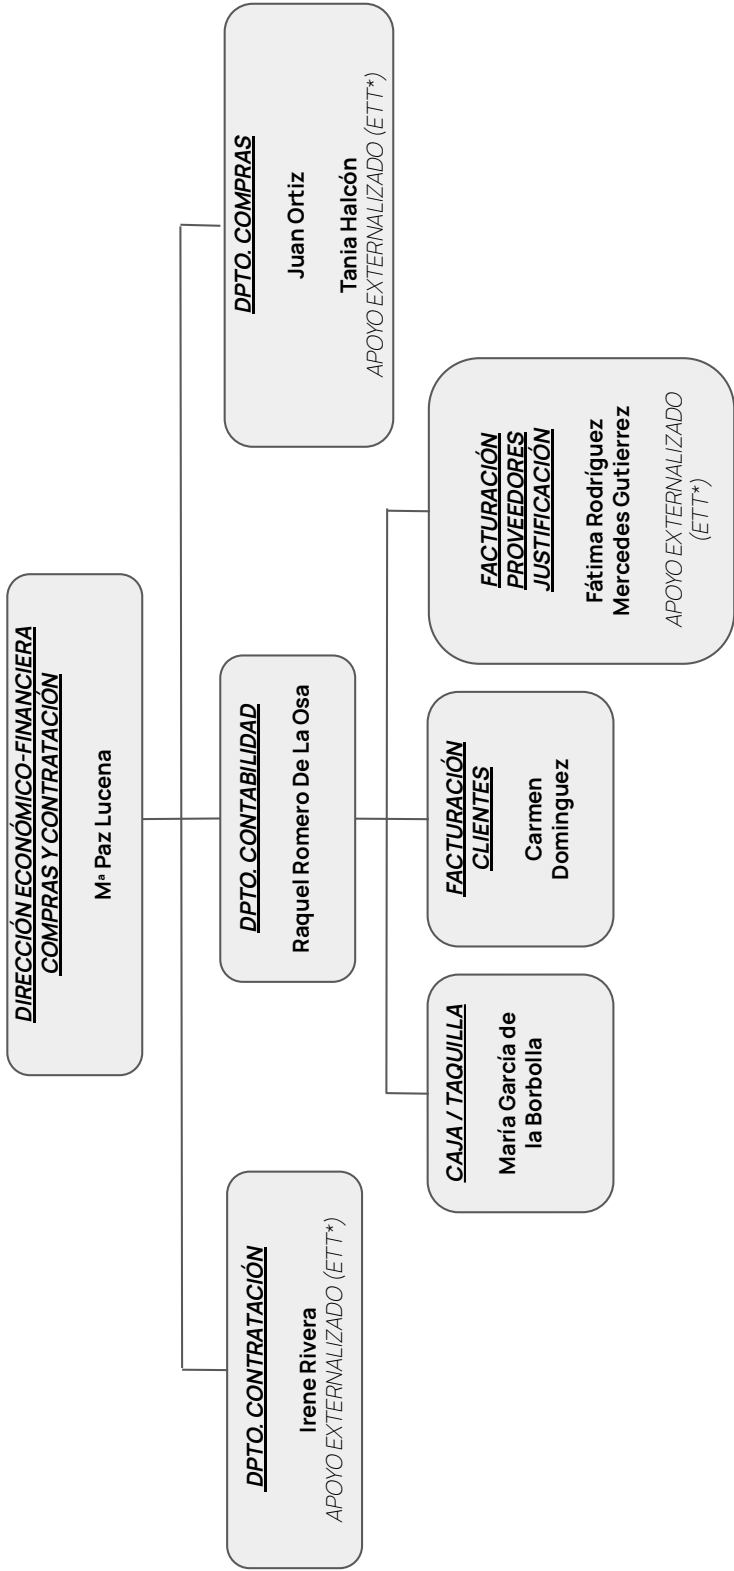 DIRECCIÓN ECONÓMICO-FINANCIERA
COMPRAS Y CONTRATACIÓN
Mª Paz Lucena
DPTO. CONTRATACIÓN
Irene Rivera
APOYO EXTERNALIZADO (ETT*)
DPTO. CONTABILIDAD
Raquel Romero De La Osa
DPTO. COMPRAS
Juan Ortiz
Tania Halcón
APOYO EXTERNALIZADO (ETT*)
CAJA / TAQUILLA
María García de
la Borbolla
FACTURACIÓN
CLIENTES
Carmen
Dominguez
FACTURACIÓN
PROVEEDORES
JUSTIFICACIÓN
Fátima Rodríguez
Mercedes Gutierrez
APOYO EXTERNALIZADO
(ETT*)